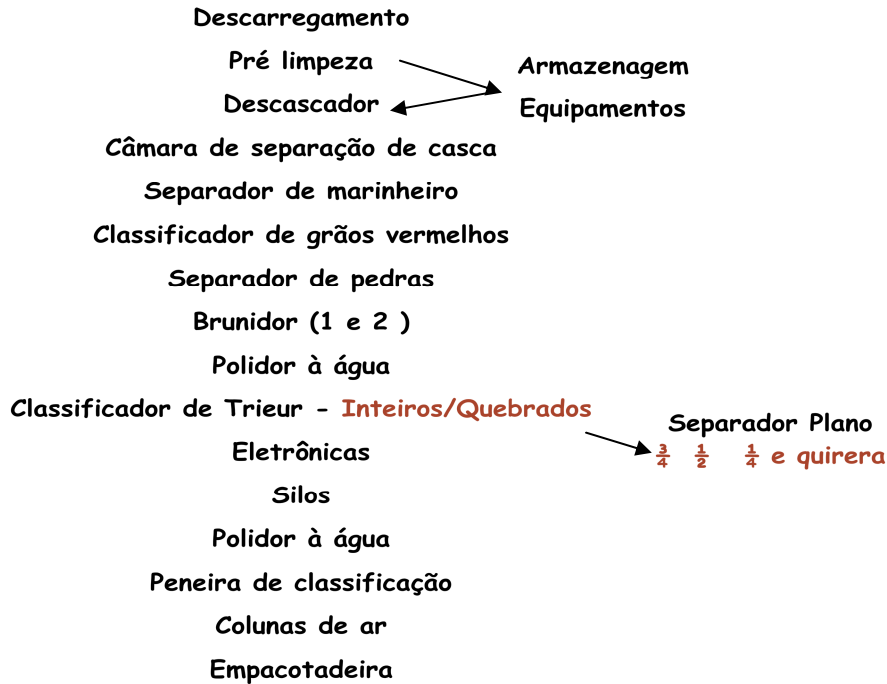 Descarregamento
Pré limpeza
Armazenagem
Descascador
Equipamentos
Câmara de separação de casca
Separador de marinheiro
Classificador de grãos vermelhos
Separador de pedras
Brunidor (1 e 2 )
Polidor à água
Classificador de Trieur - Inteiros/Quebrados
Separador Plano
¾ ½ ¼ e quirera
Eletrônicas
Silos
Polidor à água
Peneira de classificação
Colunas de ar
Empacotadeira